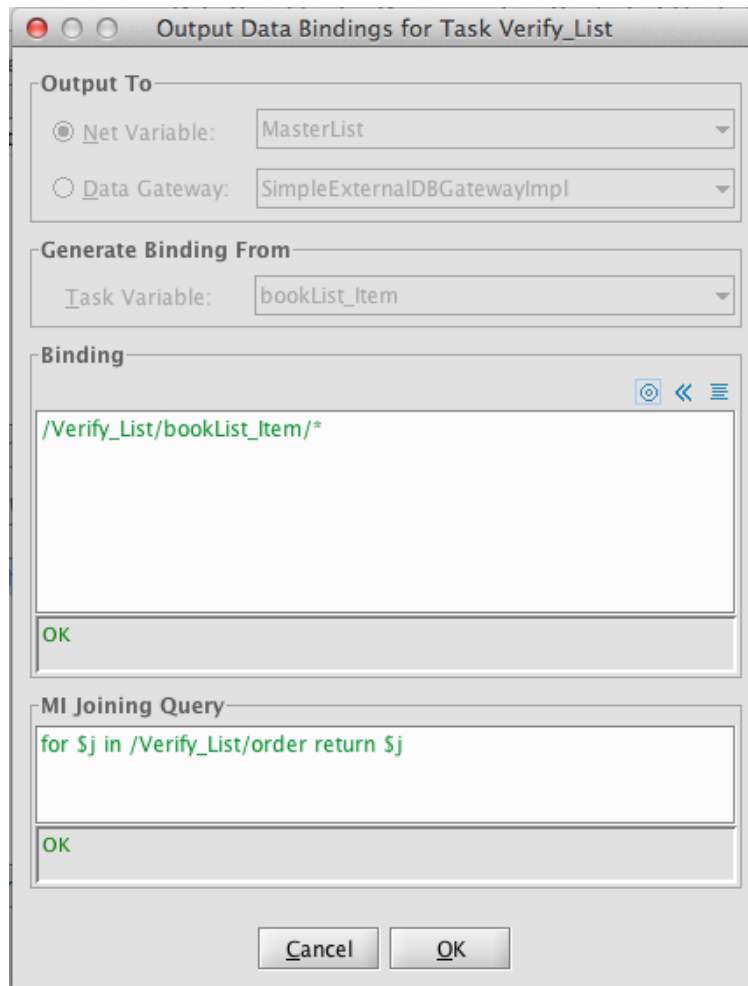 Output Data Bindings for Task Verify_List
Output To
Net Variable: MasterList
Data Gateway: SimpleExternalDBGatewayImpl
Generate Binding From
Task Variable: bookList_Item
Binding
/Verify_List/bookList_Item/*
OK
MI Joining Query
for $j in /Verify_List/order return $j
OK
Cancel OK